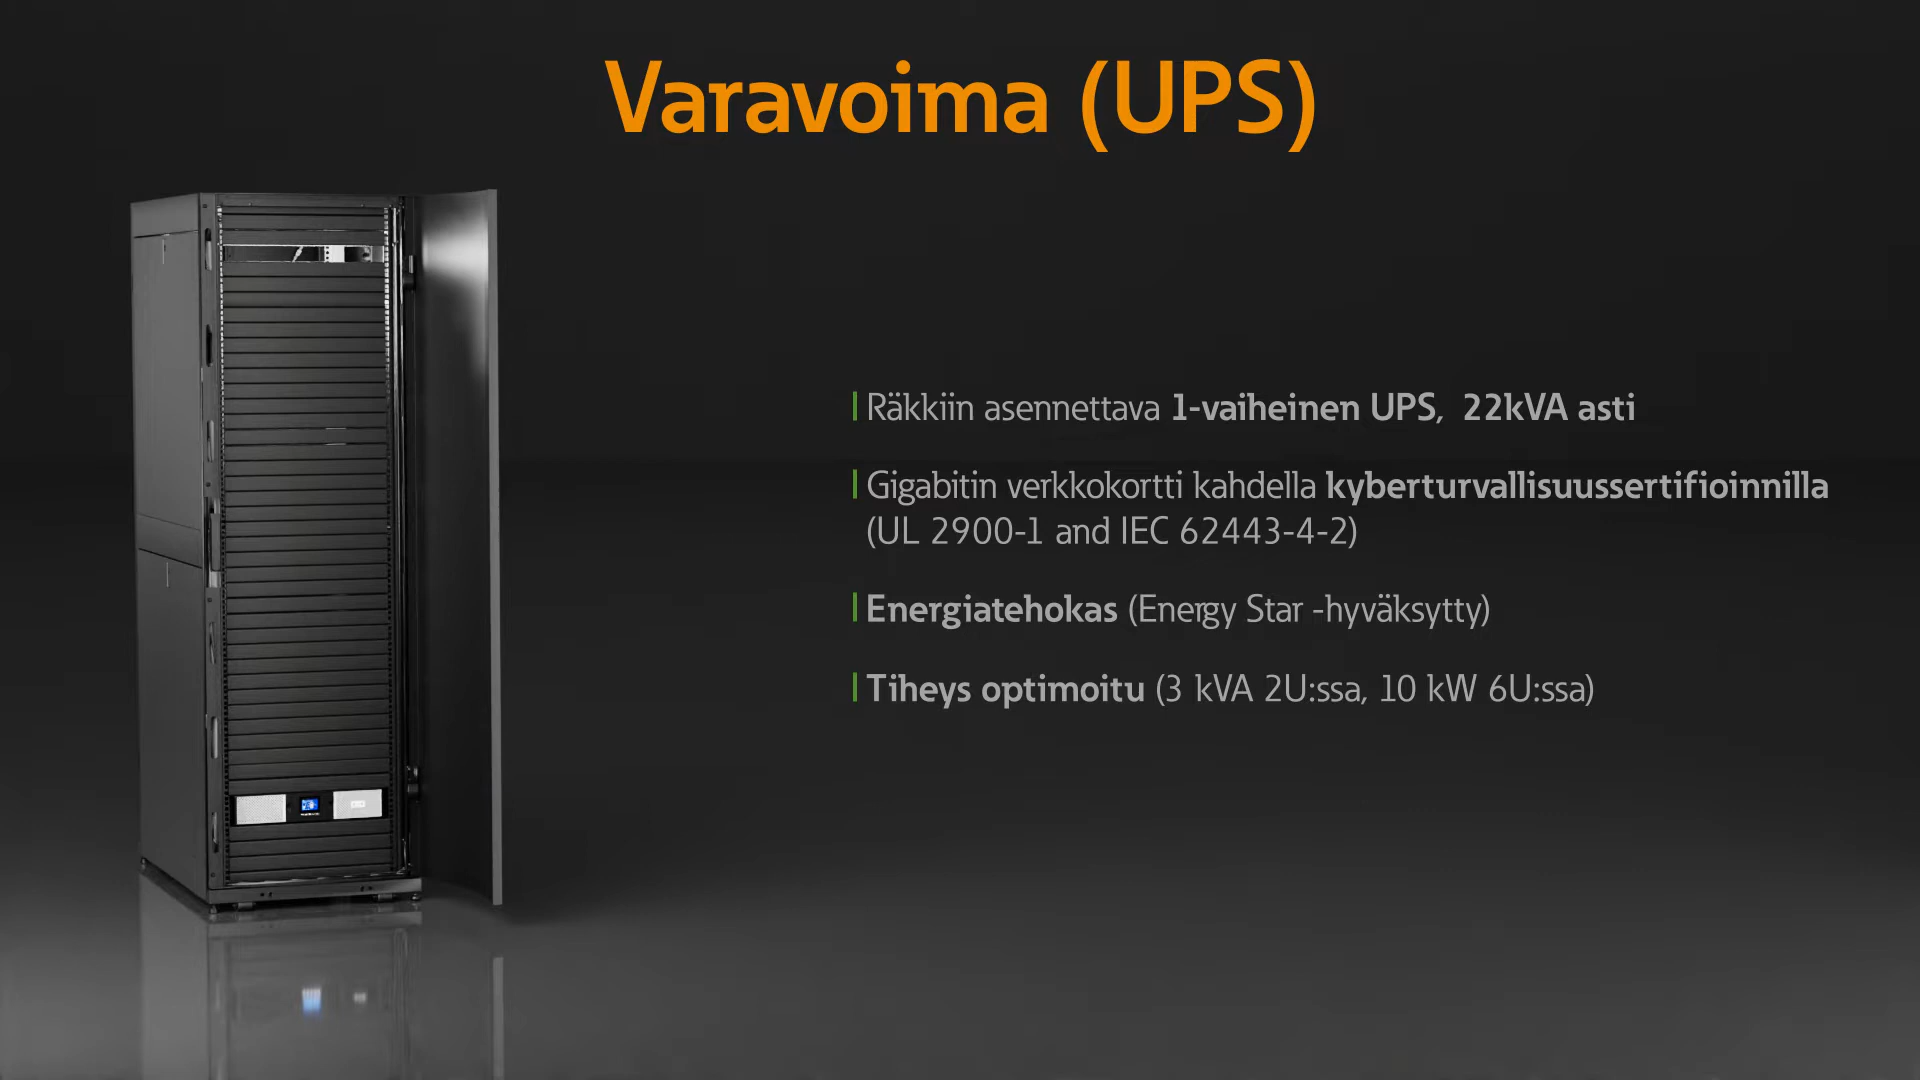 Varavoima (UPS)
Räkkiin asennettava 1-vaiheinen UPS, 22kVA asti
Gigabitin verkkokortti kahdella kyberturvallisuussertifioinnilla
(UL 2900-1 and IEC 62443-4-2)
Energiatehokas (Energy Star -hyväksytty)
Tiheys optimoitu (3 kVA 2U:ssa, 10 kW 6U:ssa)